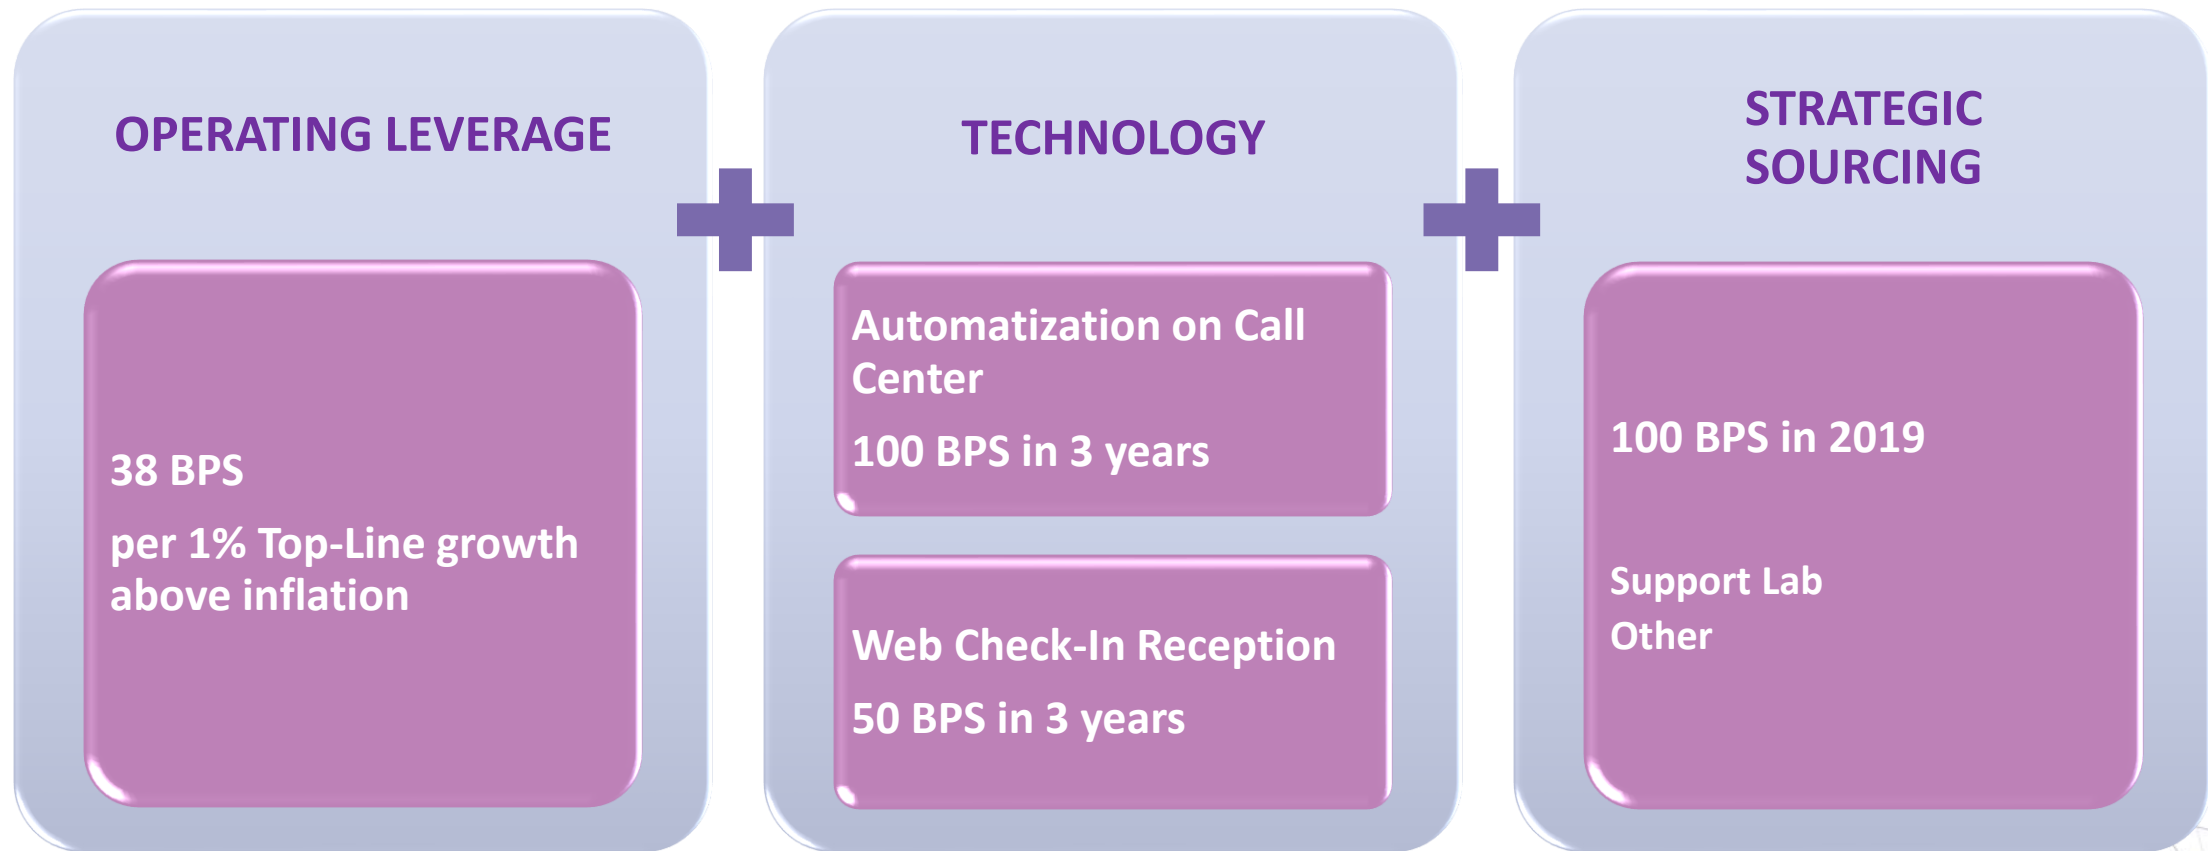 OPERATING LEVERAGE
38 BPS
per 1% Top-Line growth
above inflation
TECHNOLOGY
Automatization on Call
Center
100 BPS in 3 years
Web Check-In Reception
50 BPS in 3 years
STRATEGIC
SOURCING
100 BPS in 2019
Support Lab
Other